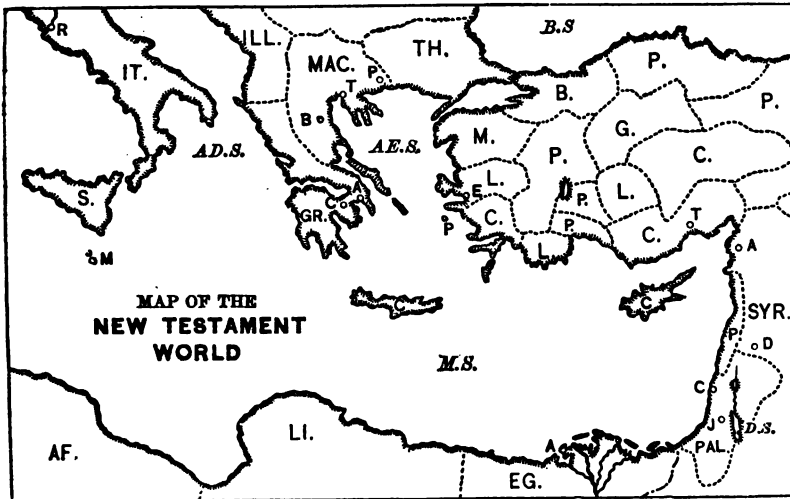 R
IT.
ILL.
MAC.
P
T
B
TH.
B.S
P.
B.
P.
AD.S.
AE.S.
M.
P.
G.
C.
S.
M
L.
E
P.
L.
C.
A
C
GR.
P
C.
L.
P.
C.
T
A
MAP OF THE
NEW TESTAMENT
WORLD
C.
C
SYR.
P
D
M.S.
C
J
D.S.
PAL.
AF.
LI.
A
EG.